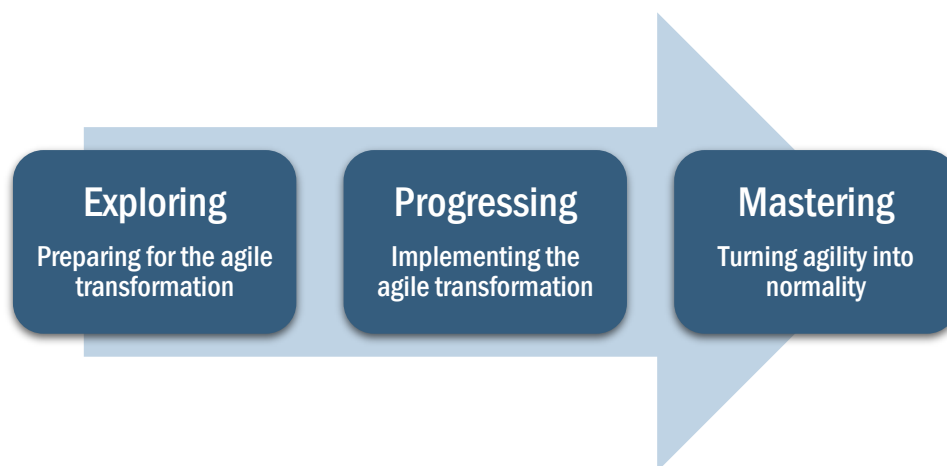 Exploring
Preparing for the agile
transformation
Progressing
Implementing the
agile transformation
Mastering
Turning agility into
normality